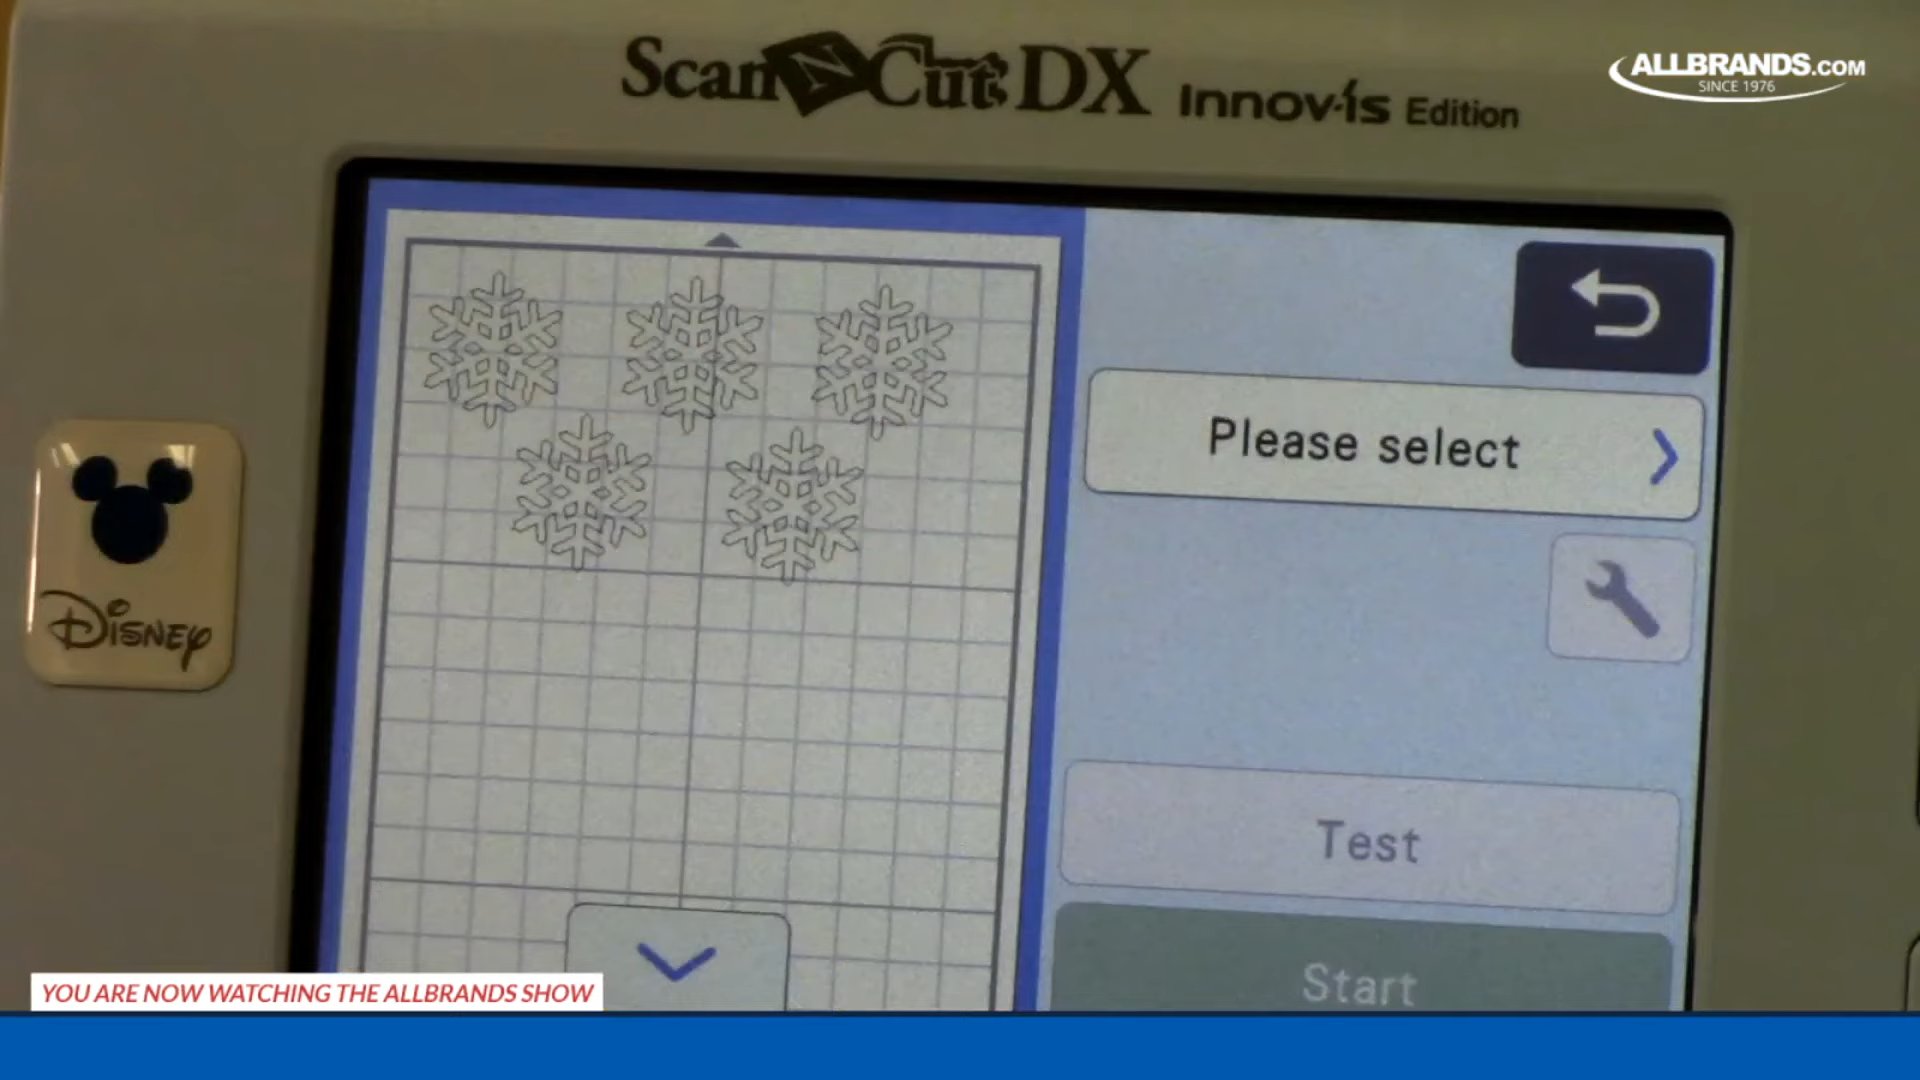 ScanNCut DX Innov-ís Edition
ALLBRANDS.COM
SINCE 1976
Please select
Disney
Test
Start
YOU ARE NOW WATCHING THE ALLBRANDS SHOW